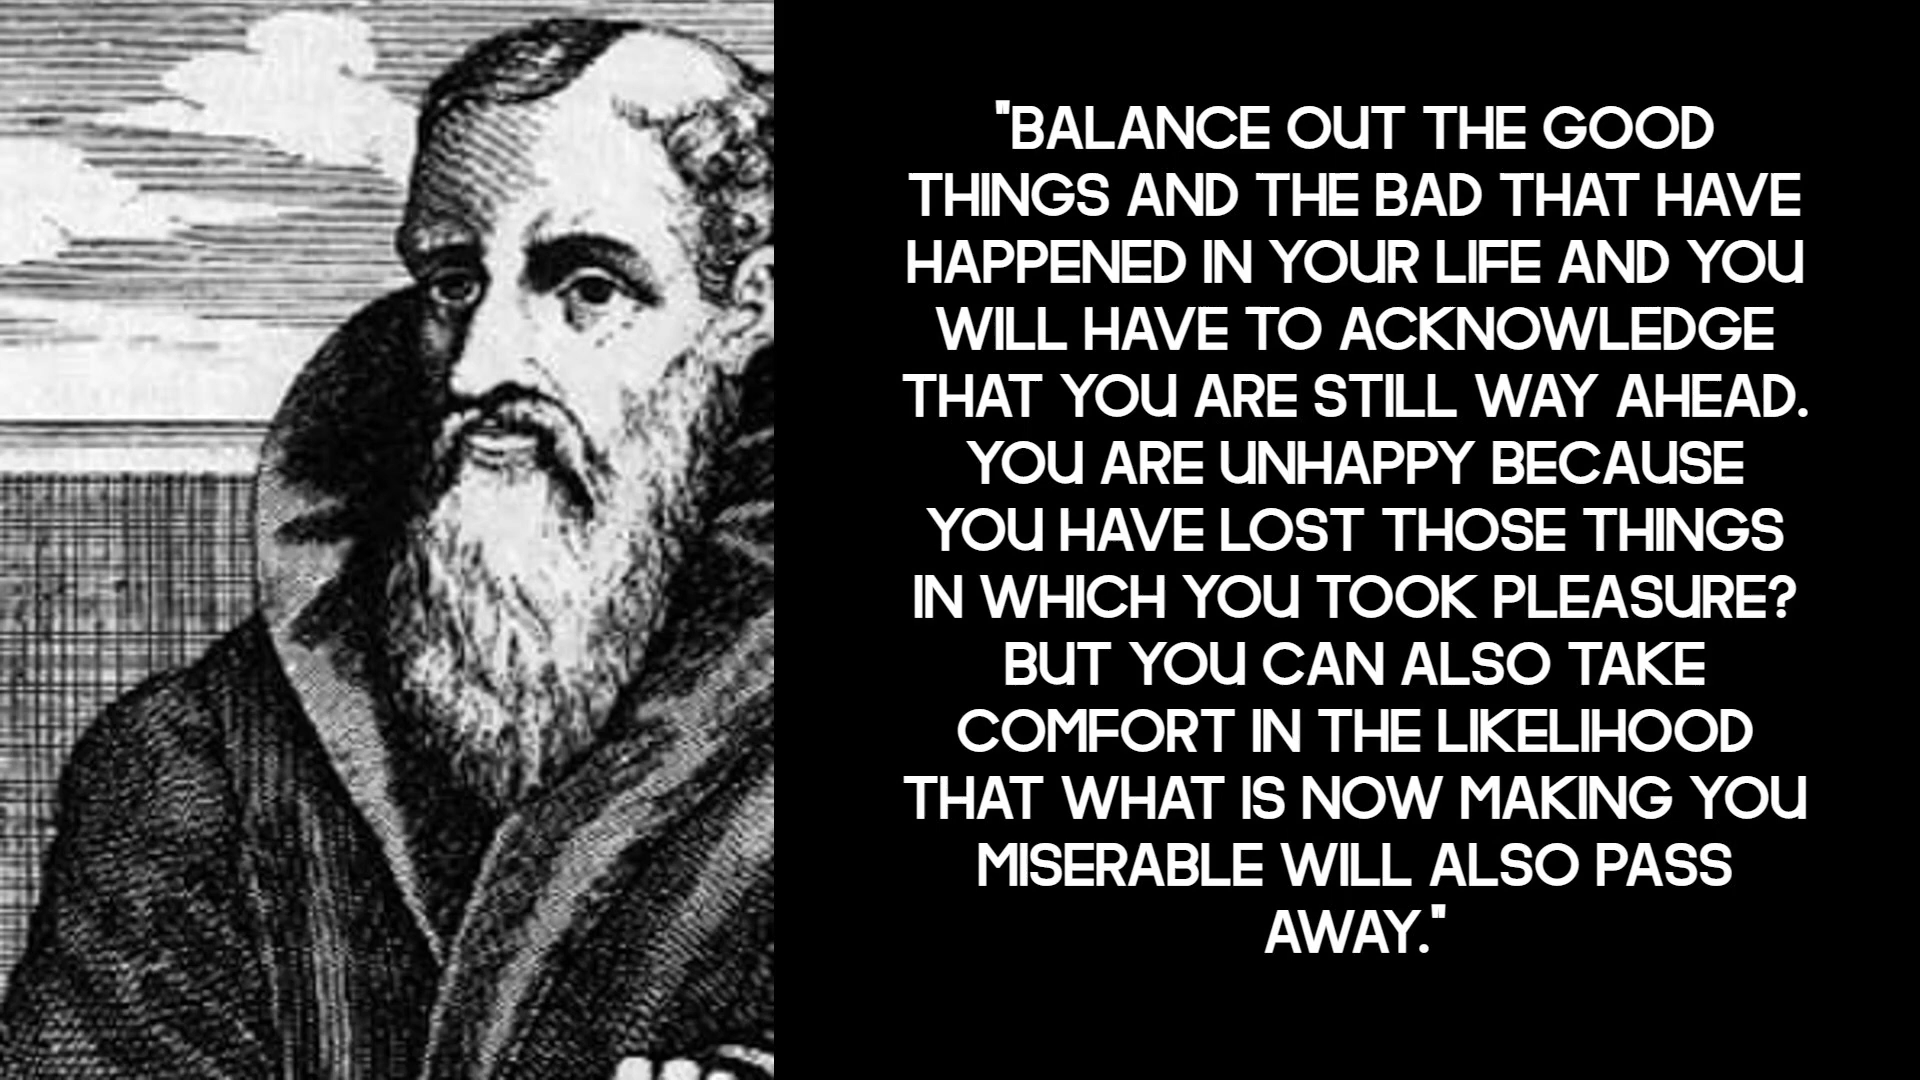 "BALANCE OUT THE GOOD
THINGS AND THE BAD THAT HAVE
HAPPENED IN YOUR LIFE AND YOU
WILL HAVE TO ACKNOWLEDGE
THAT YOU ARE STILL WAY AHEAD.
YOU ARE UNHAPPY BECAUSE
YOU HAVE LOST THOSE THINGS
IN WHICH YOU TOOK PLEASURE?
BUT YOU CAN ALSO TAKE
COMFORT IN THE LIKELIHOOD
THAT WHAT IS NOW MAKING YOU
MISERABLE WILL ALSO PASS
AWAY."